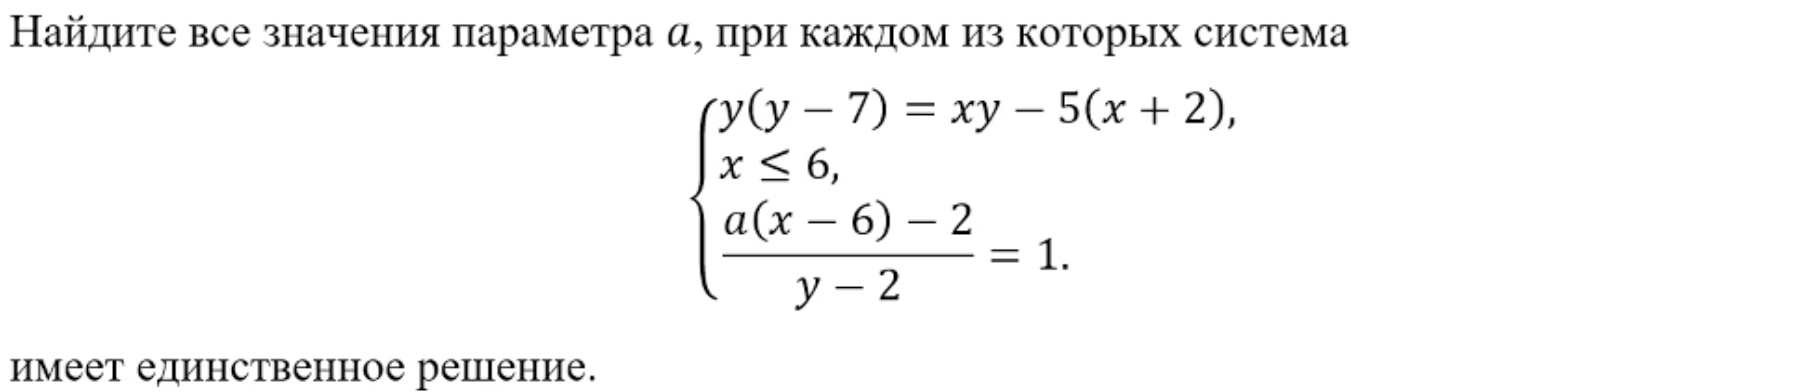 Найдите все значения параметра a, при каждом из которых система
y(y − 7) = xy − 5(x + 2),
x ≤ 6,
a(x − 6) − 2
y − 2
= 1.
имеет единственное решение.